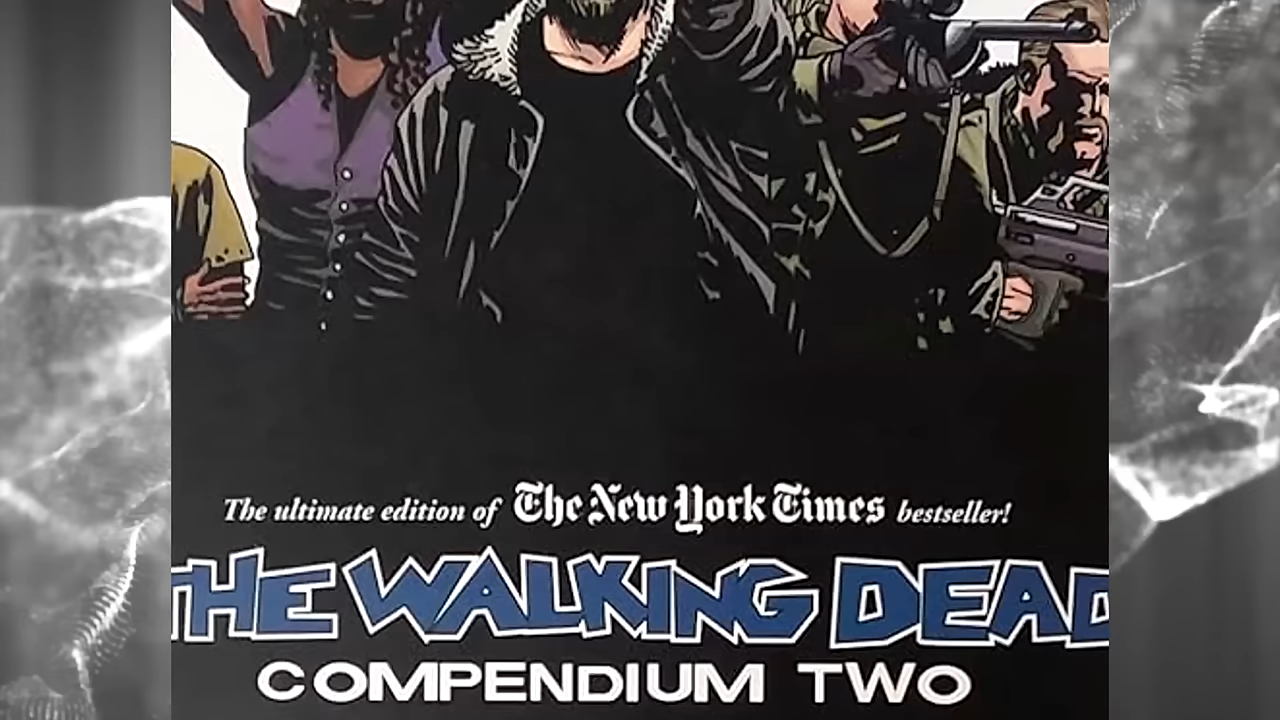 The ultimate edition of The New York Times bestseller!
THE WALKING DEAD
COMPENDIUM TWO